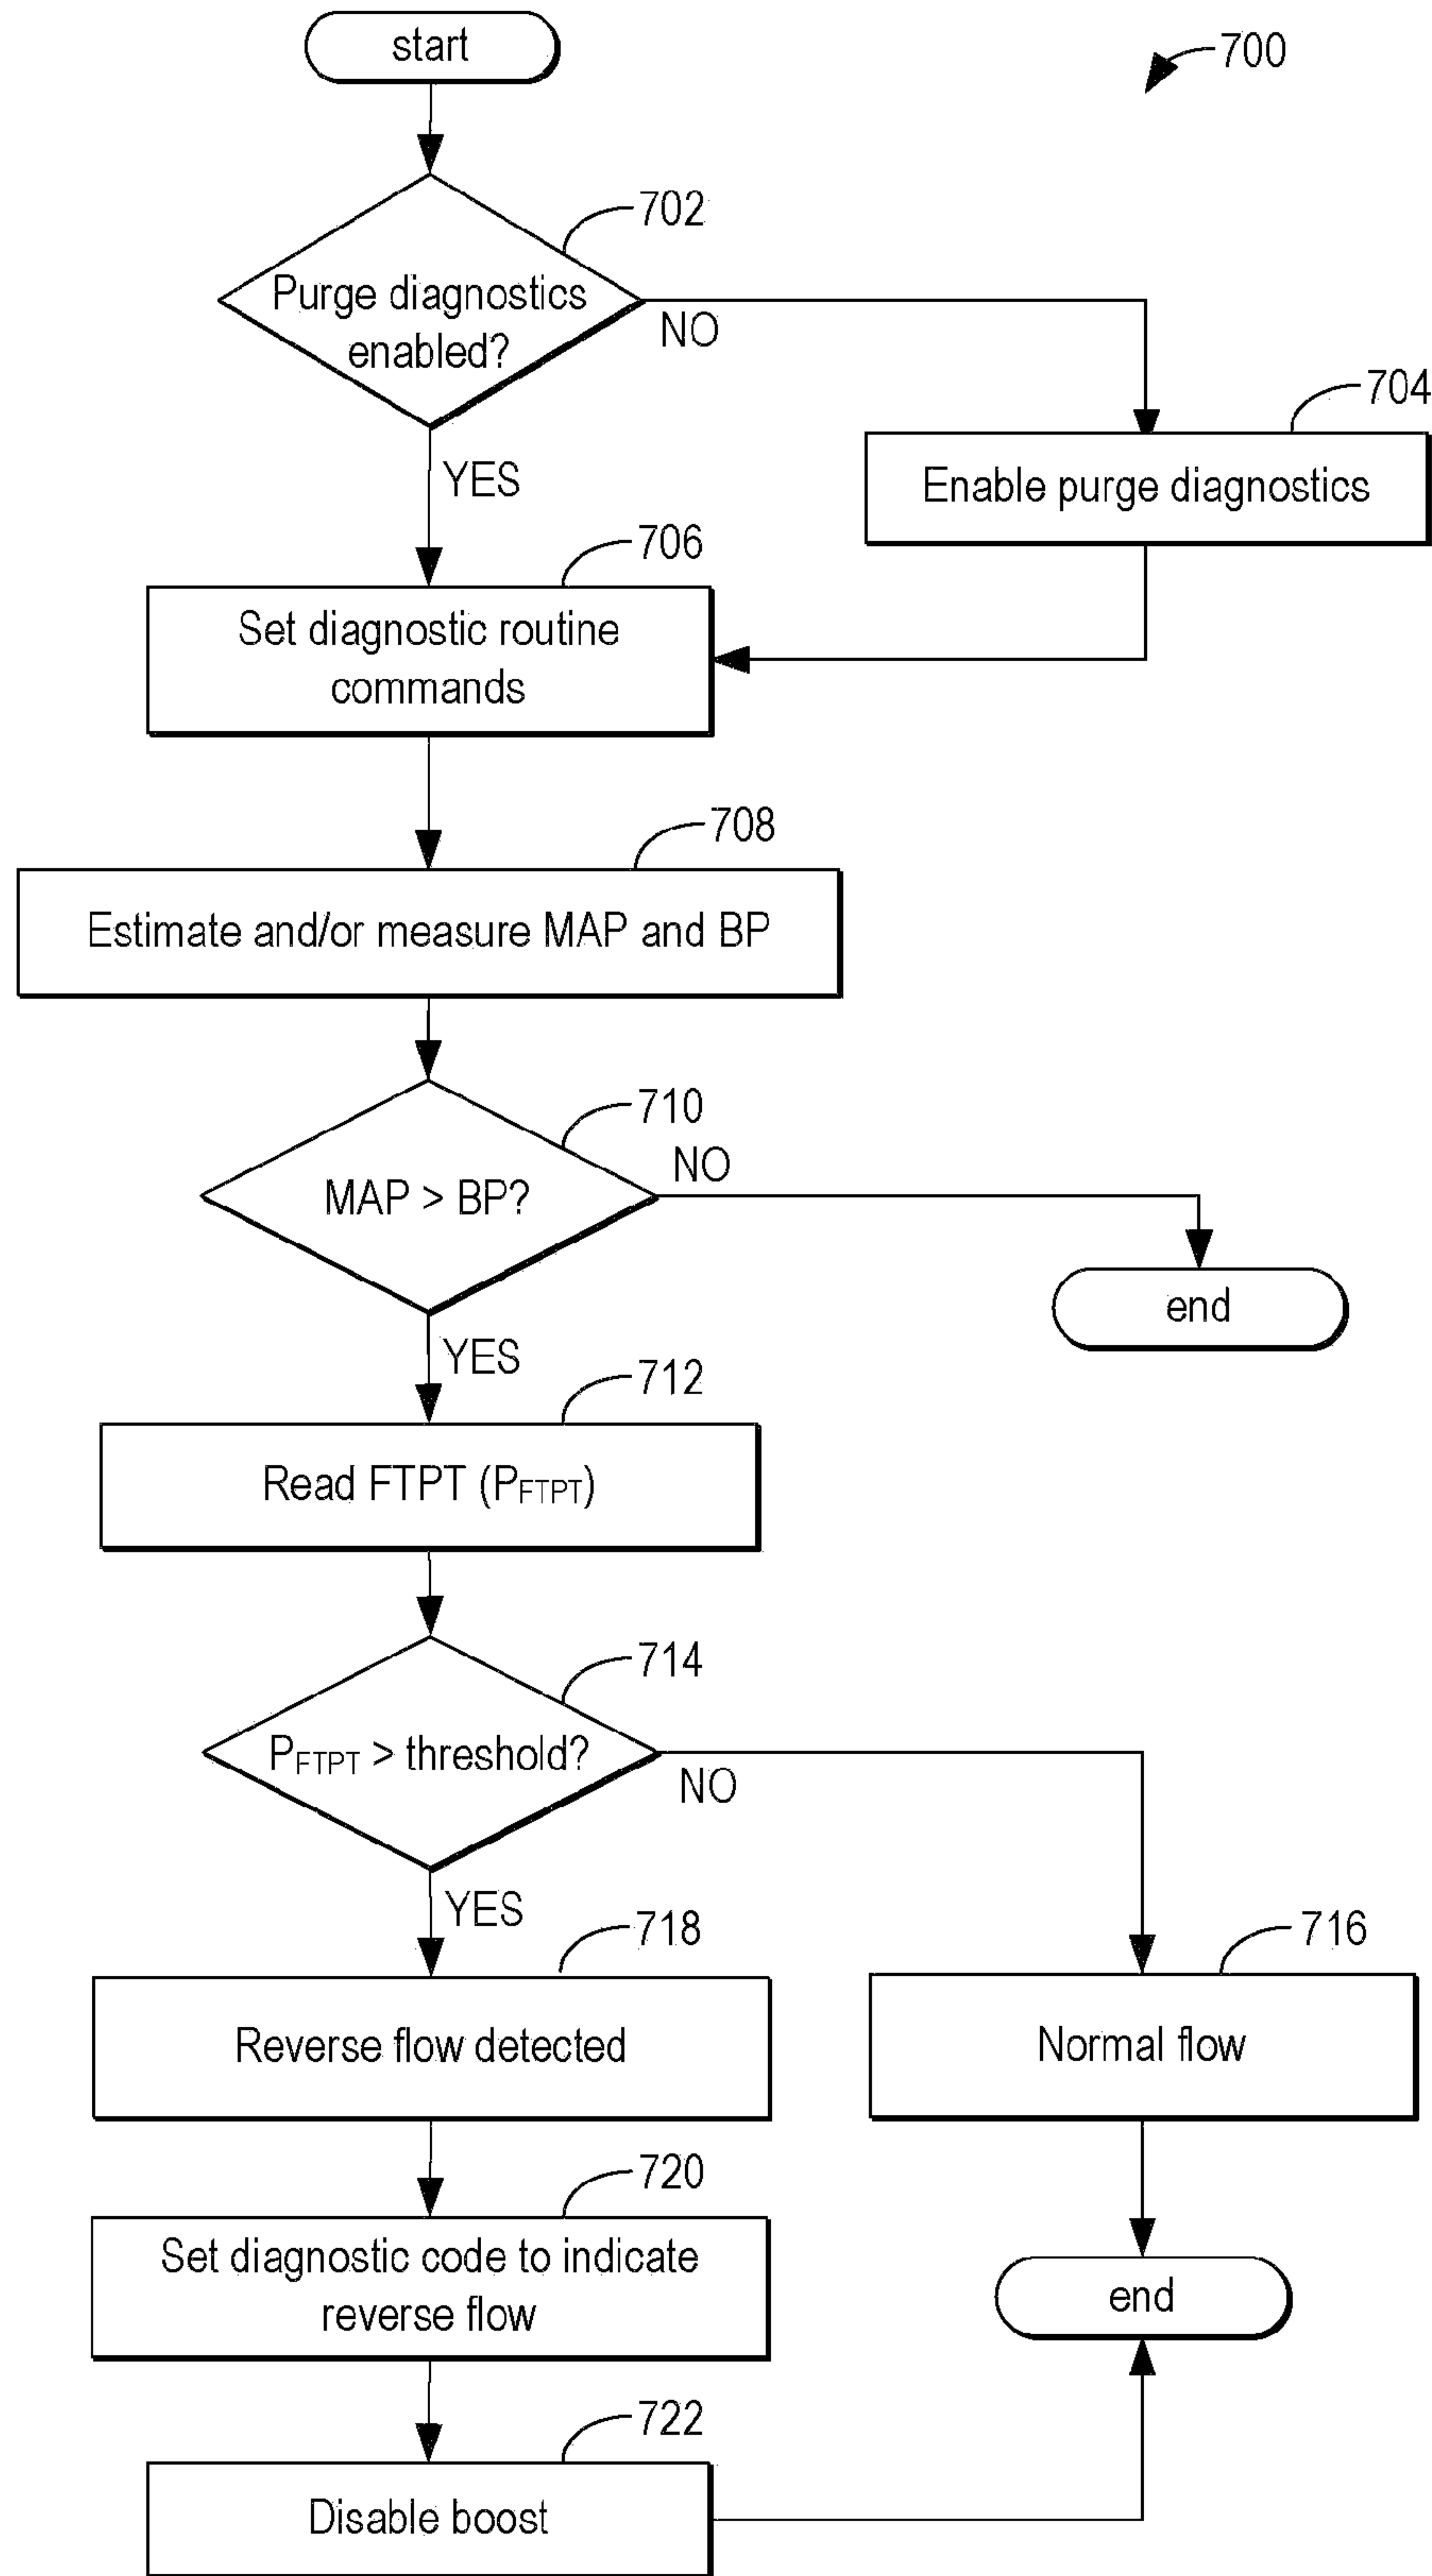 start
700
702
Purge diagnostics
enabled?
NO
704
Enable purge diagnostics
YES
706
Set diagnostic routine
commands
708
Estimate and/or measure MAP and BP
710
MAP > BP?
NO
end
YES
712
Read FTPT (PFTPT)
714
PFTPT > threshold?
NO
YES
718
Reverse flow detected
716
Normal flow
720
Set diagnostic code to indicate
reverse flow
end
722
Disable boost